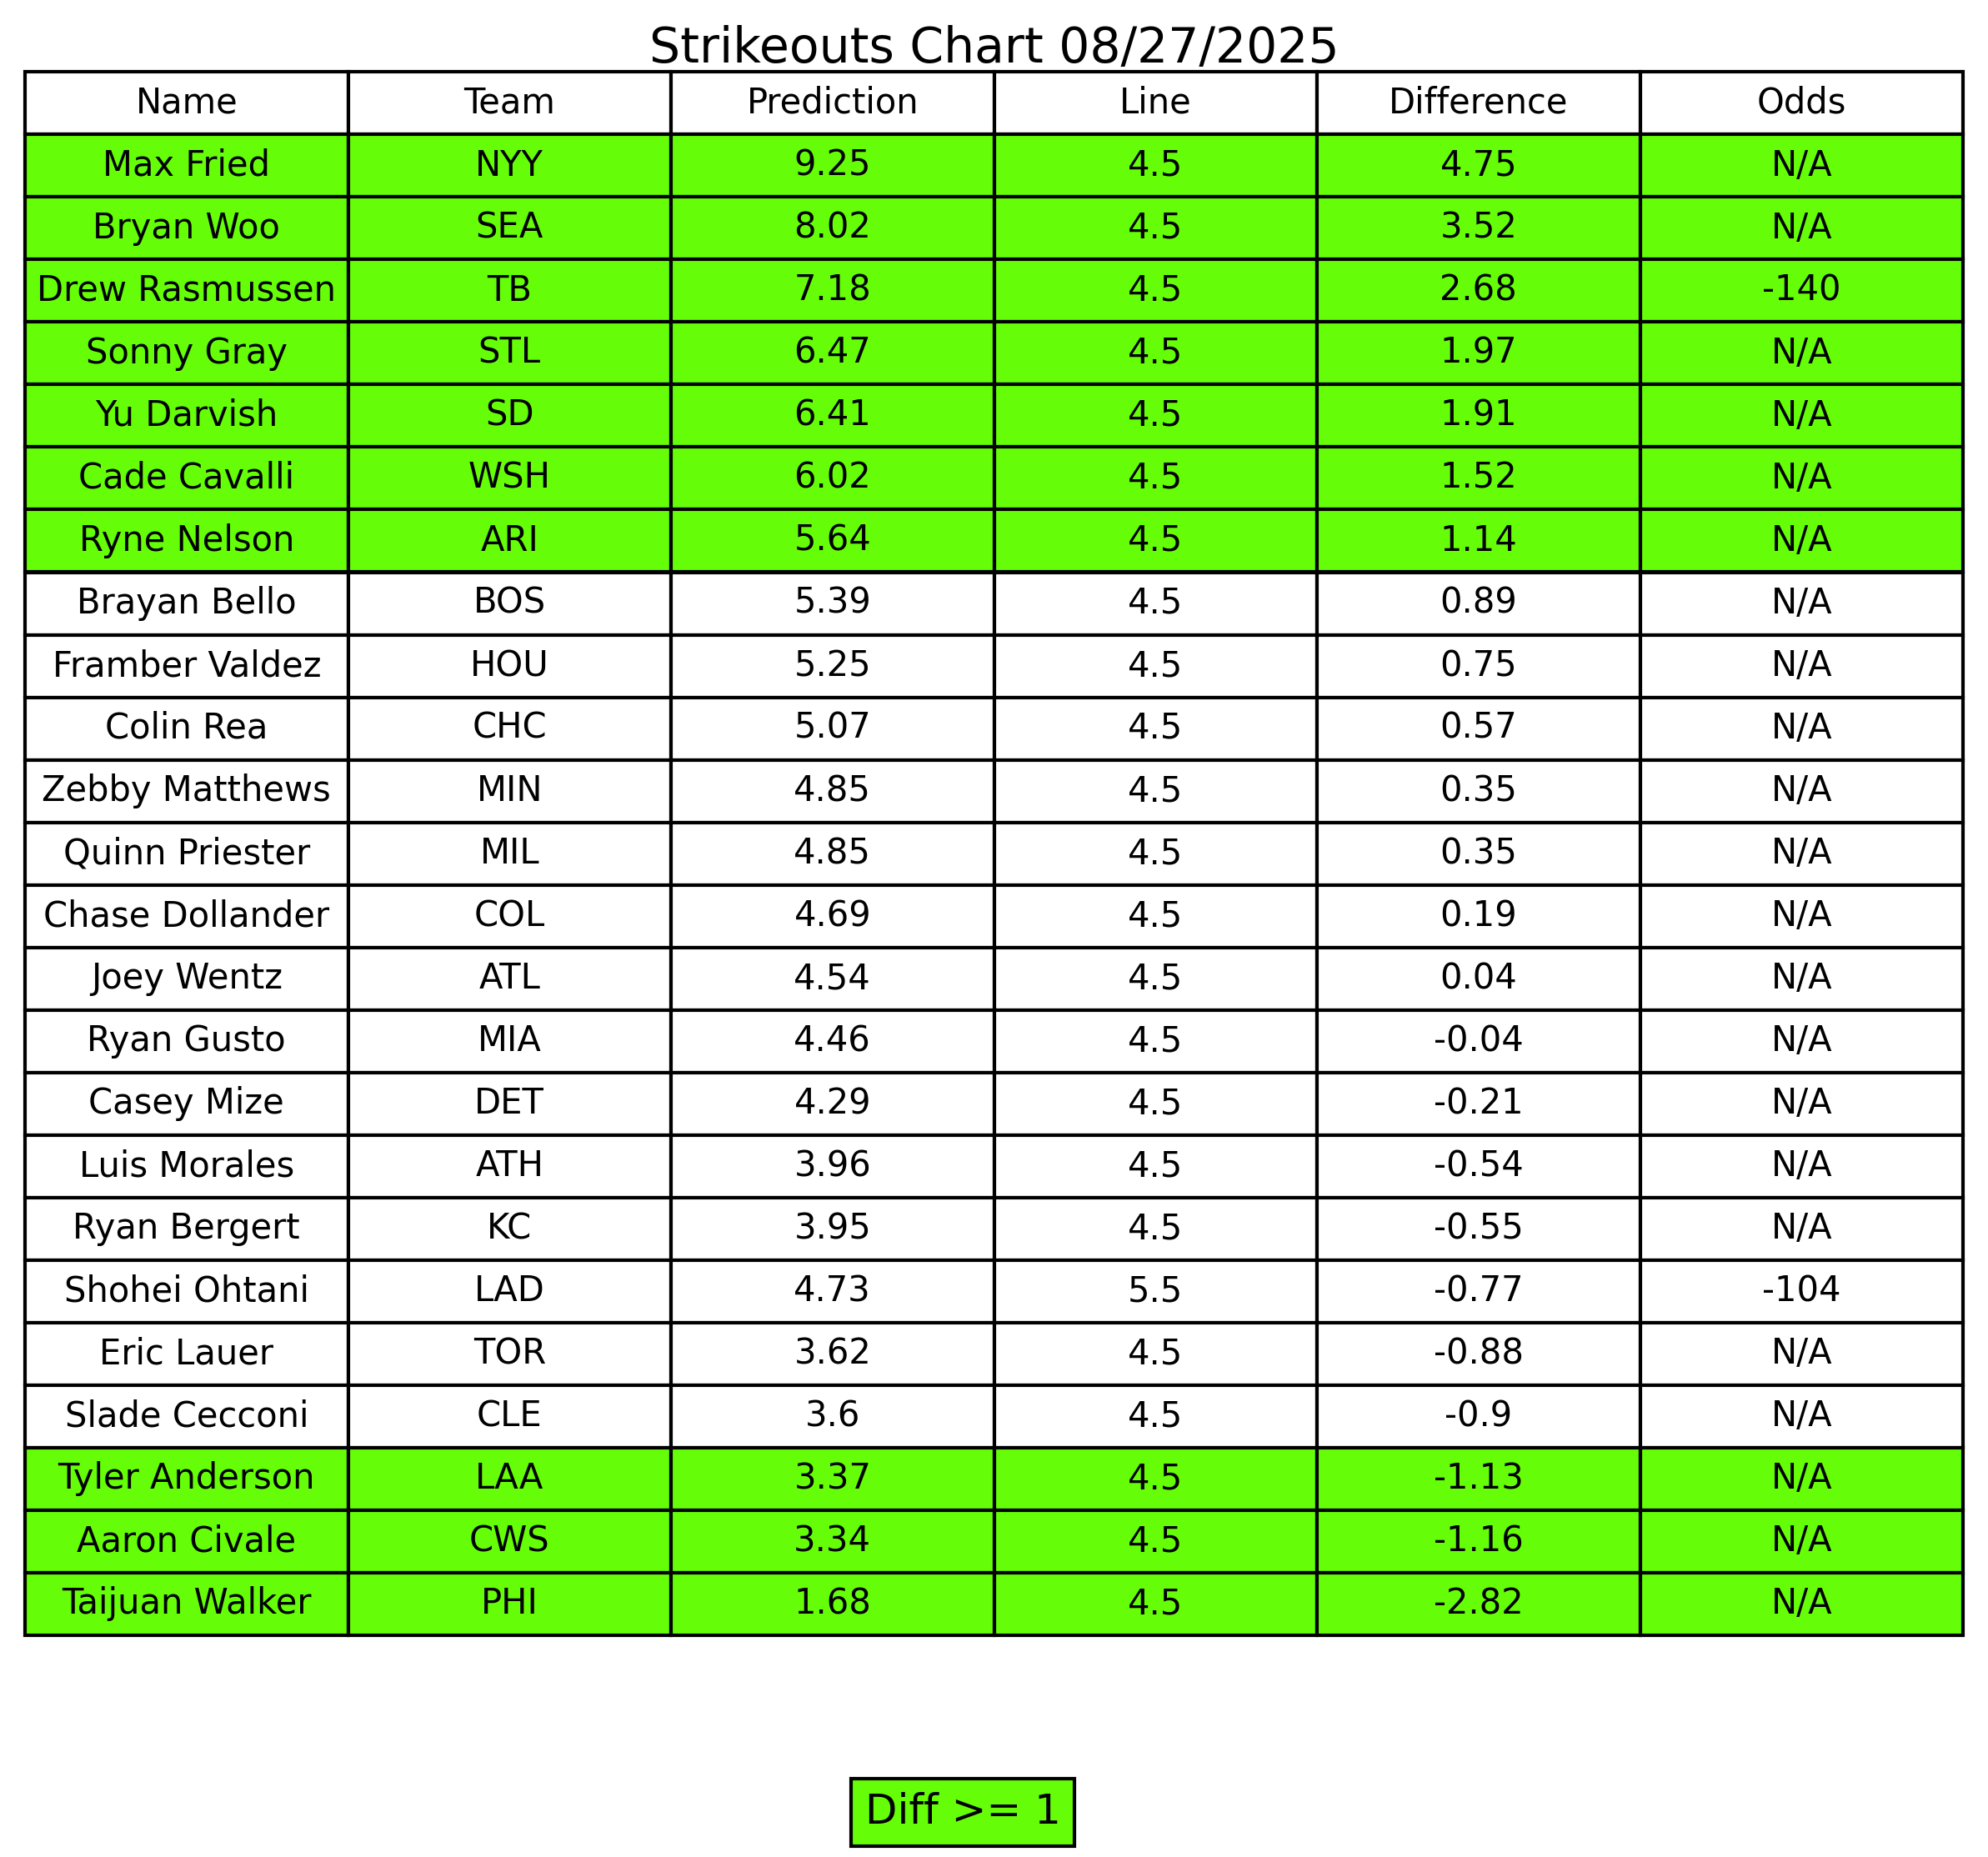 Strikeouts Chart 08/27/2025
Name Team Prediction Line Difference Odds
Max Fried NYY 9.25 4.5 4.75 N/A
Bryan Woo SEA 8.02 4.5 3.52 N/A
Drew Rasmussen TB 7.18 4.5 2.68 -140
Sonny Gray STL 6.47 4.5 1.97 N/A
Yu Darvish SD 6.41 4.5 1.91 N/A
Cade Cavalli WSH 6.02 4.5 1.52 N/A
Ryne Nelson ARI 5.64 4.5 1.14 N/A
Brayan Bello BOS 5.39 4.5 0.89 N/A
Framber Valdez HOU 5.25 4.5 0.75 N/A
Colin Rea CHC 5.07 4.5 0.57 N/A
Zebby Matthews MIN 4.85 4.5 0.35 N/A
Quinn Priester MIL 4.85 4.5 0.35 N/A
Chase Dollander COL 4.69 4.5 0.19 N/A
Joey Wentz ATL 4.54 4.5 0.04 N/A
Ryan Gusto MIA 4.46 4.5 -0.04 N/A
Casey Mize DET 4.29 4.5 -0.21 N/A
Luis Morales ATH 3.96 4.5 -0.54 N/A
Ryan Bergert KC 3.95 4.5 -0.55 N/A
Shohei Ohtani LAD 4.73 5.5 -0.77 -104
Eric Lauer TOR 3.62 4.5 -0.88 N/A
Slade Cecconi CLE 3.6 4.5 -0.9 N/A
Tyler Anderson LAA 3.37 4.5 -1.13 N/A
Aaron Civale CWS 3.34 4.5 -1.16 N/A
Taijuan Walker PHI 1.68 4.5 -2.82 N/A
Diff >= 1